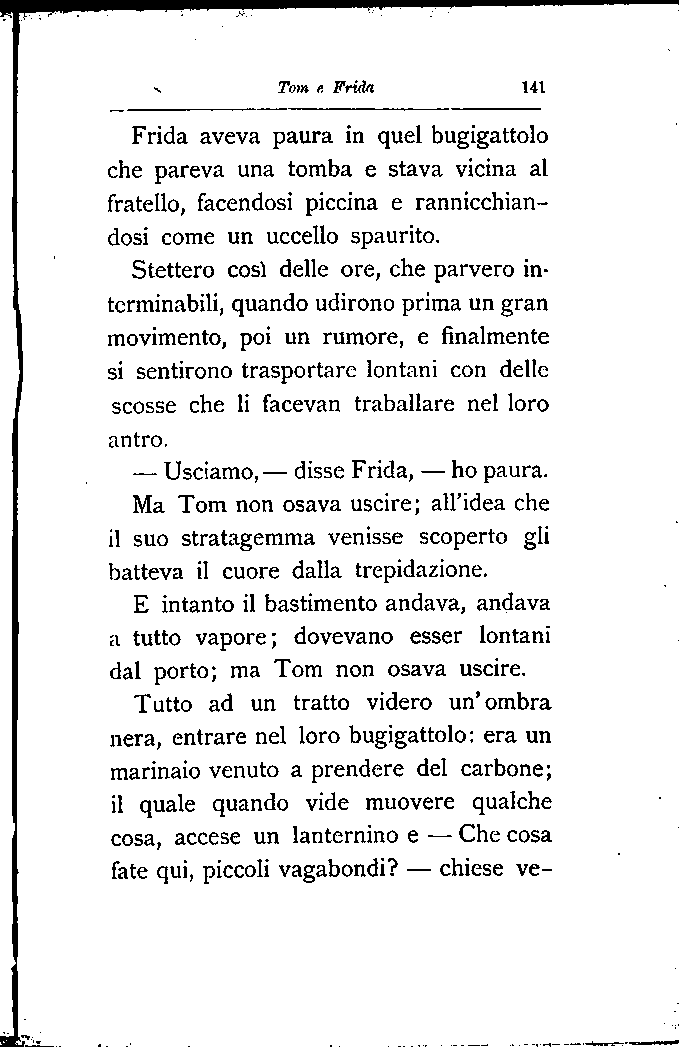 Tom e Frida 141
Frida aveva paura in quel bugigattolo
che pareva una tomba e stava vicina al
fratello, facendosi piccina e rannicchian-
dosi come un uccello spaurito.
Stettero così delle ore, che parvero in-
terminabili, quando udirono prima un gran
movimento, poi un rumore, e finalmente
si sentirono trasportare lontani con delle
scosse che li facevan traballare nel loro
antro.
— Usciamo, — disse Frida, — ho paura.
Ma Tom non osava uscire; all'idea che
il suo stratagemma venisse scoperto gli
batteva il cuore dalla trepidazione.
E intanto il bastimento andava, andava
a tutto vapore; dovevano esser lontani
dal porto; ma Tom non osava uscire.
Tutto ad un tratto videro un' ombra
nera, entrare nel loro bugigattolo: era un
marinaio venuto a prendere del carbone;
il quale quando vide muovere qualche
cosa, accese un lanternino e — Che cosa
fate qui, piccoli vagabondi? — chiese ve-